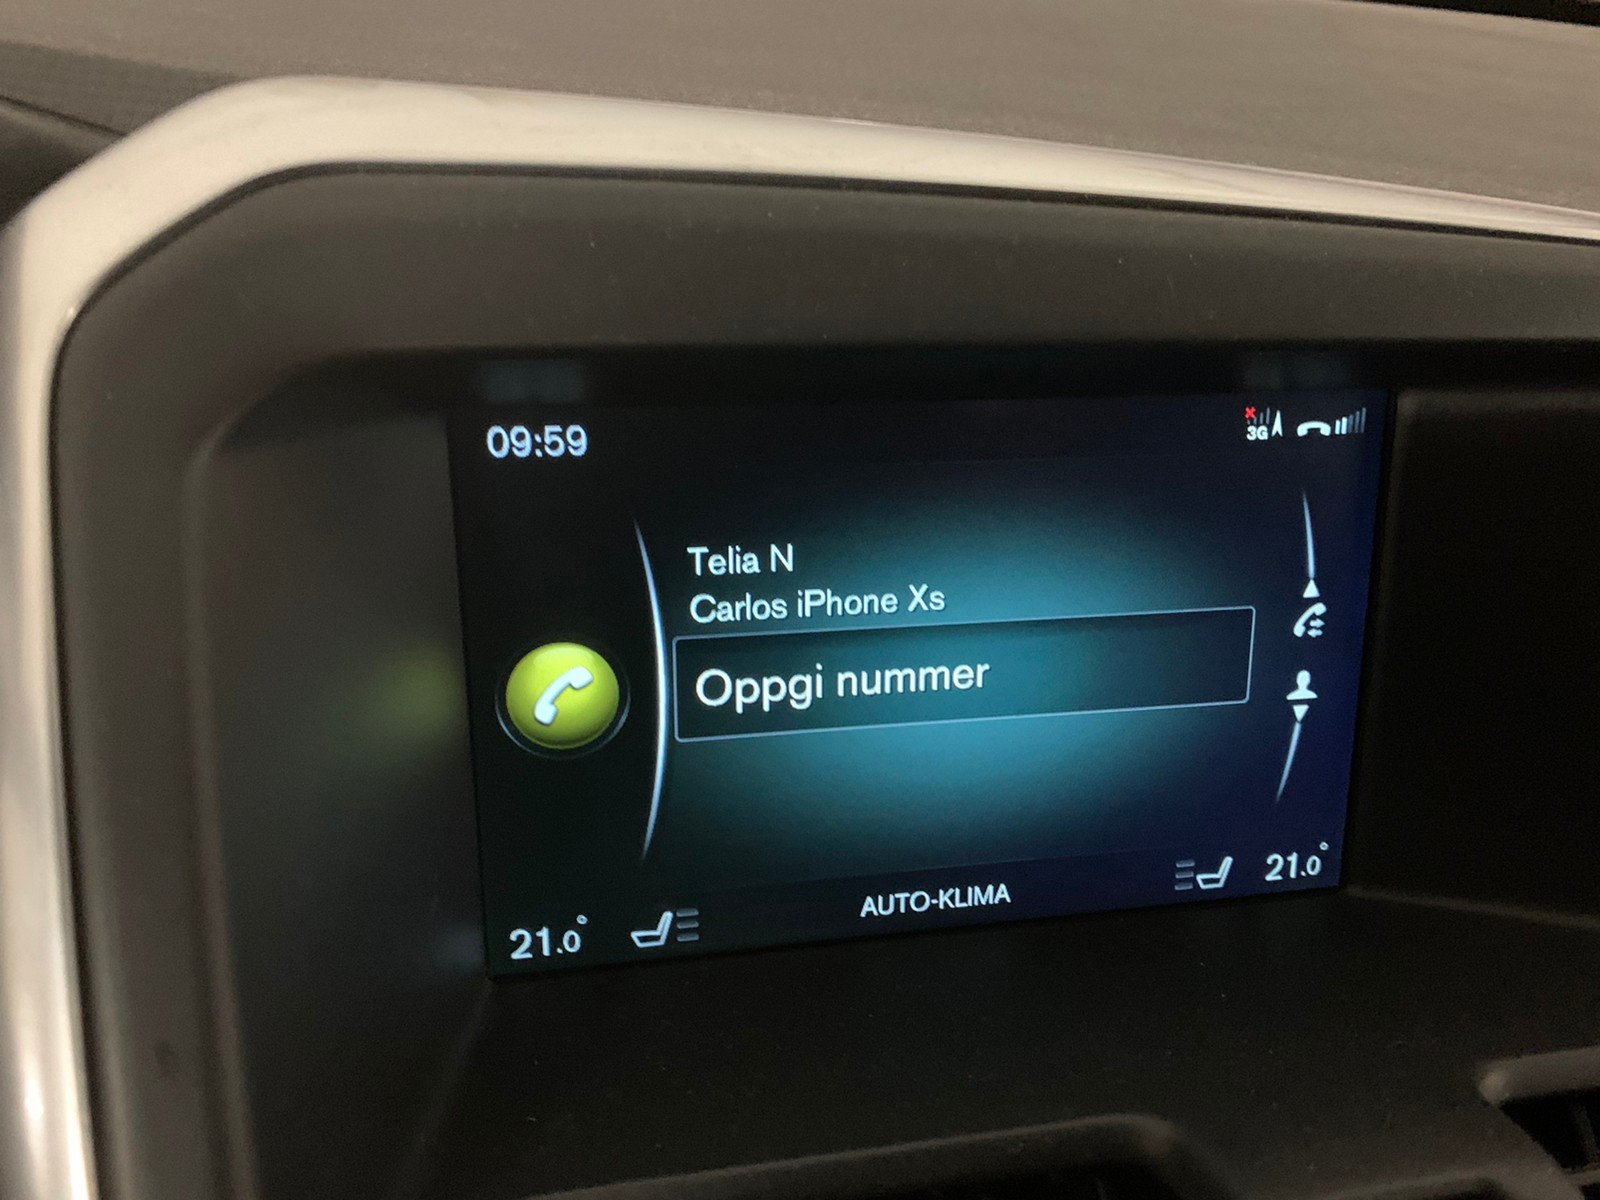 09:59
3G
Telia N
Carlos iPhone Xs
Oppgi nummer
21.0°
AUTO-KLIMA
21.0°